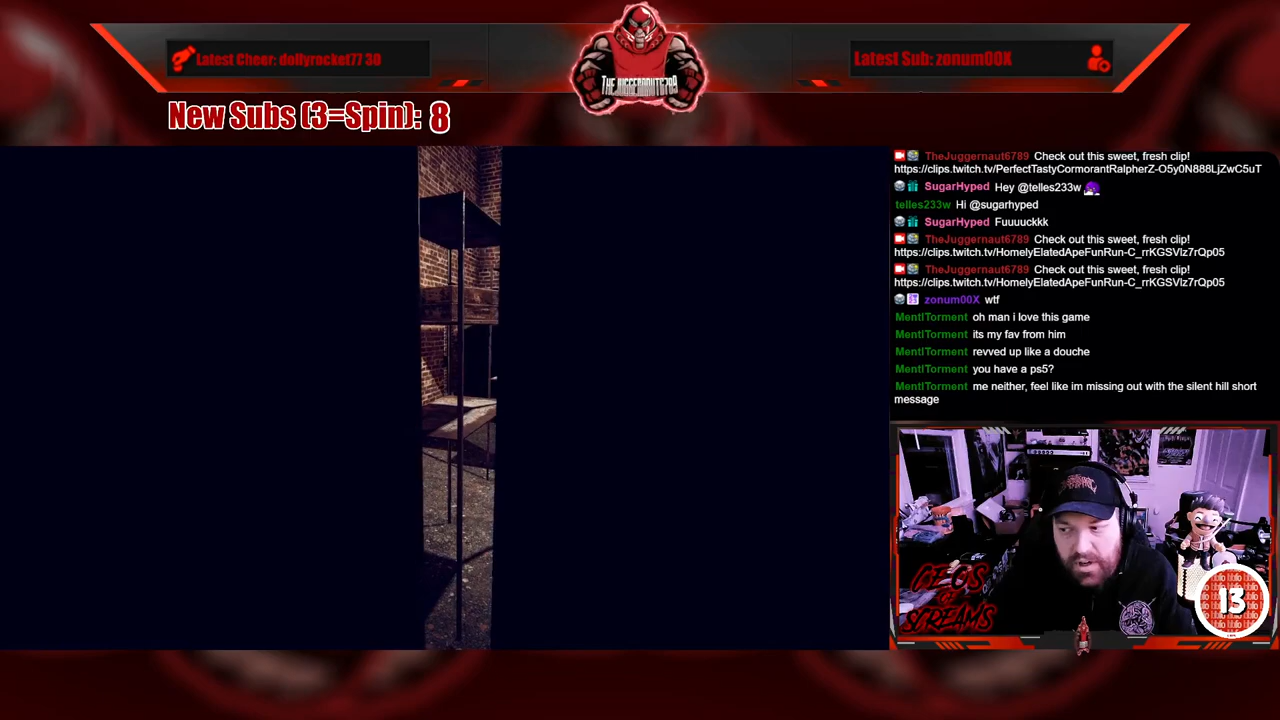 Latest Cheer: dollyrocket77 30
THEJUGGERNAUT6789
Latest Sub: zonum00X
New Subs (3=Spin): 8
TheJuggernaut6789 Check out this sweet, fresh clip!
https://clips.twitch.tv/PerfectTastyCormorantRalpherZ-O5y0N888LjZwC5uT
SugarHyped Hey @telles233w
telles233w Hi @sugarhyped
SugarHyped Fuuuuckkk
TheJuggernaut6789 Check out this sweet, fresh clip!
https://clips.twitch.tv/HomelyElatedApeFunRun-C_rrKGSVlz7rQp05
TheJuggernaut6789 Check out this sweet, fresh clip!
https://clips.twitch.tv/HomelyElatedApeFunRun-C_rrKGSVlz7rQp05
zonum00X wtf
MentlTorment oh man i love this game
MentlTorment its my fav from him
MentlTorment revved up like a douche
MentlTorment you have a ps5?
MentlTorment me neither, feel like im missing out with the silent hill short
message
SCREAMS
13